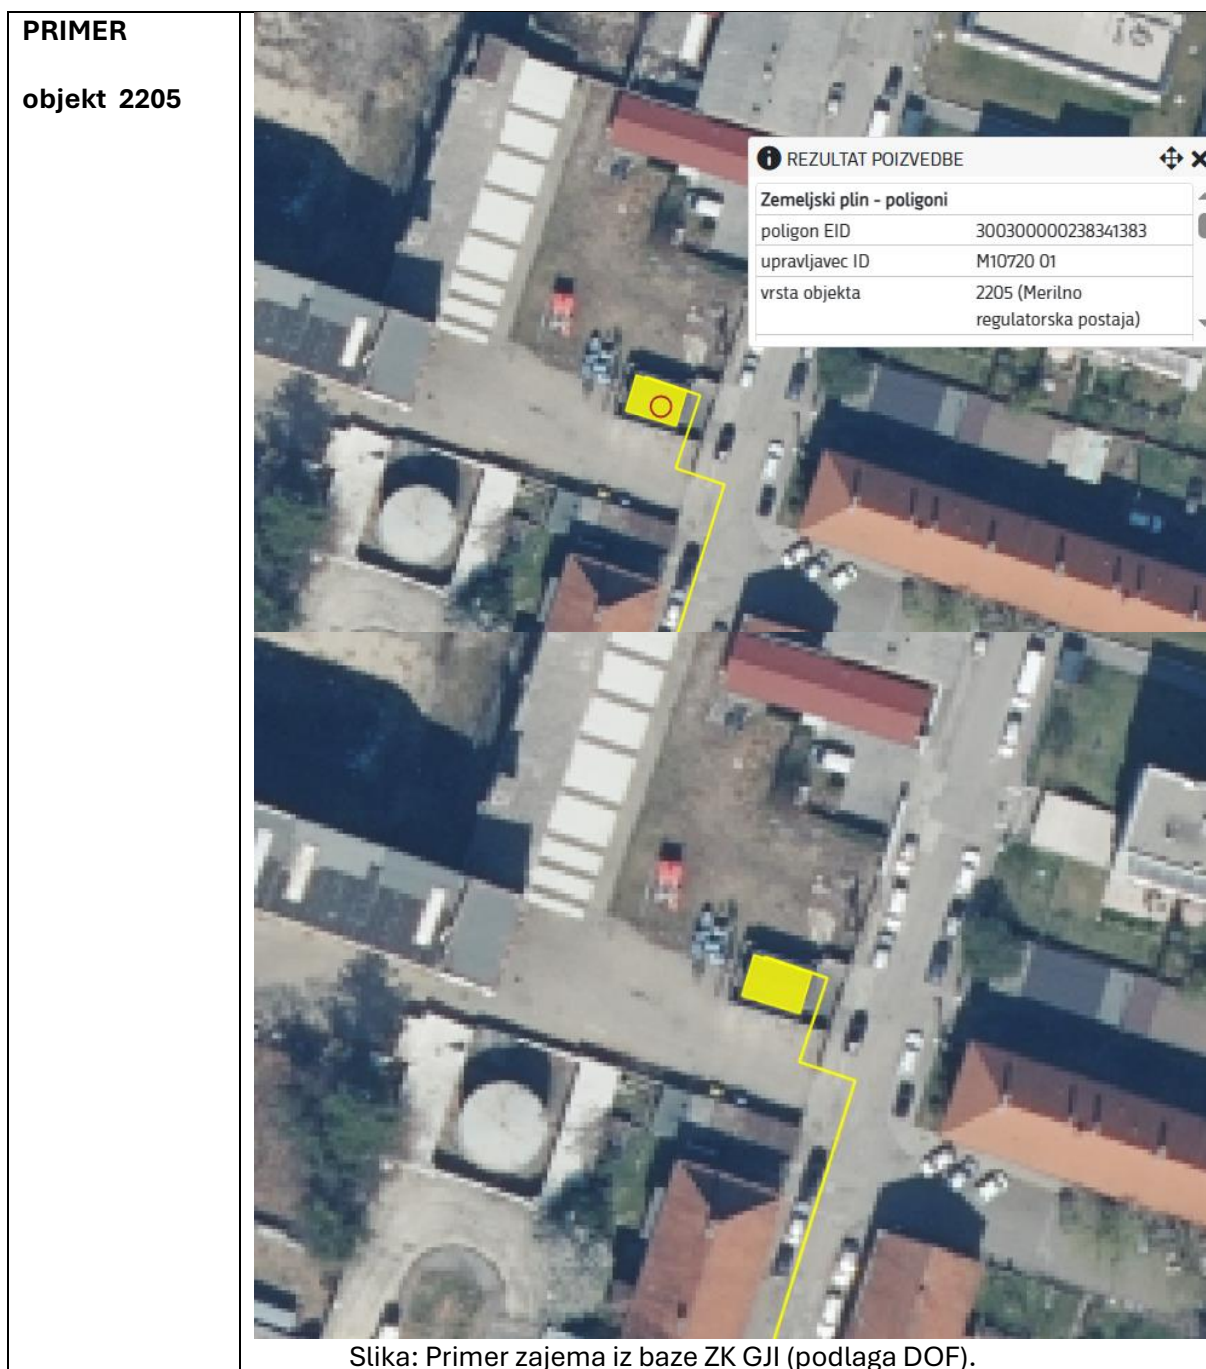 PRIMER
objekt 2205
REZULTAT POIZVEDBE
Zemeljski plin - poligoni
poligon EID 300300000238341383
upravljavec ID M10720 01
vrsta objekta 2205 (Merilno
regulatorska postaja)
Slika: Primer zajema iz baze ZK GJI (podlaga DOF).